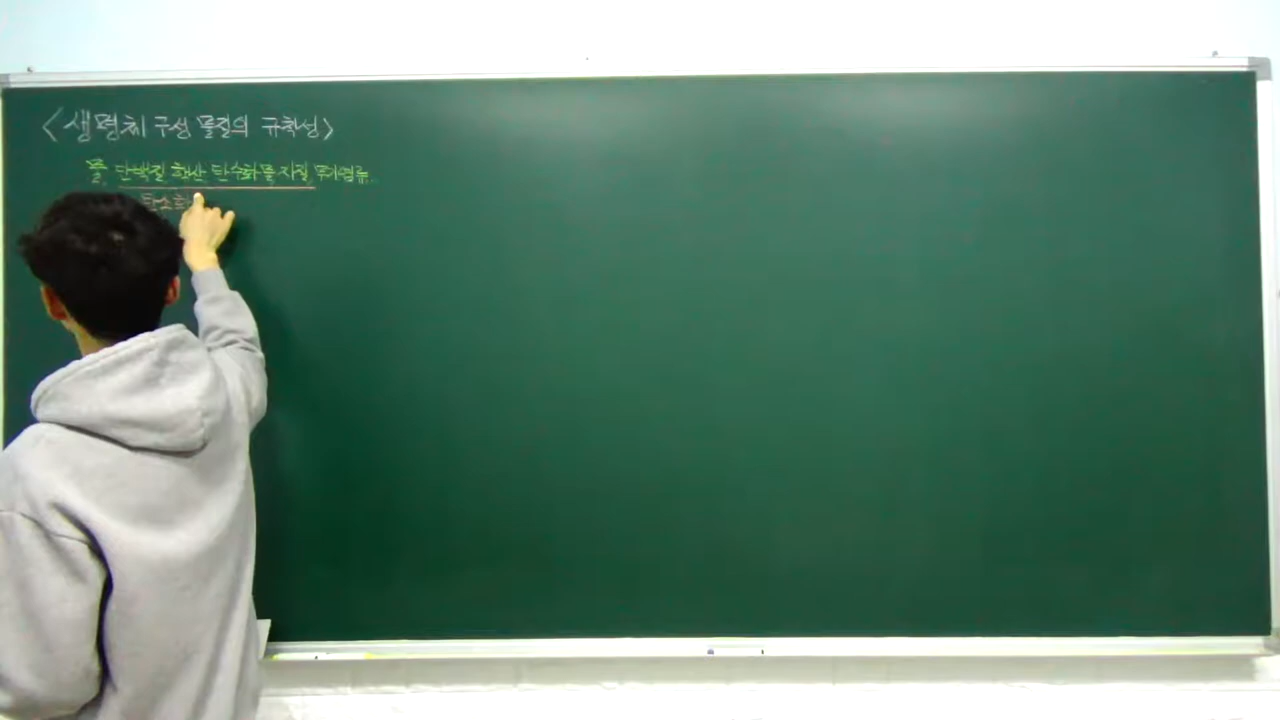 <생명체 구성 물질의 규칙성>
물, 단백질, 핵산, 탄수화물, 지질, 무기염류..
탄소화